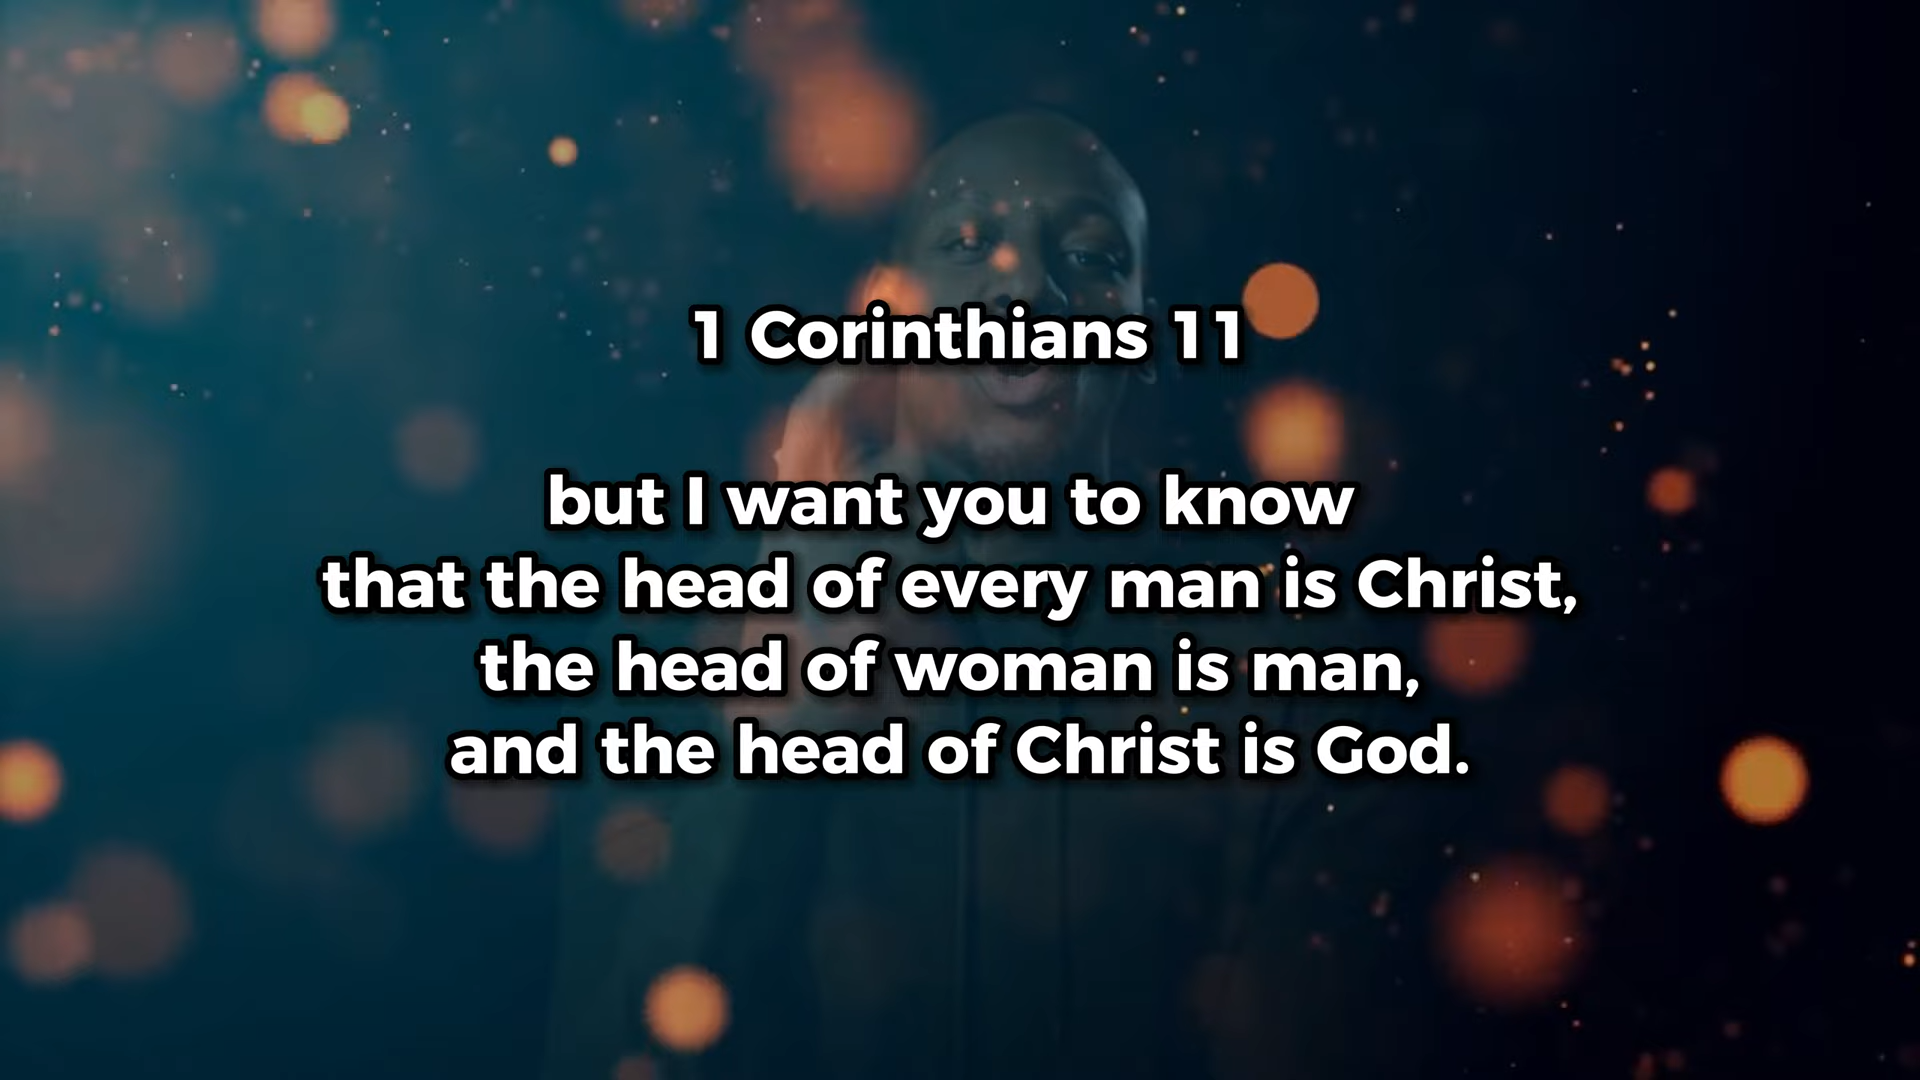 1 Corinthians 11
but I want you to know
that the head of every man is Christ,
the head of woman is man,
and the head of Christ is God.